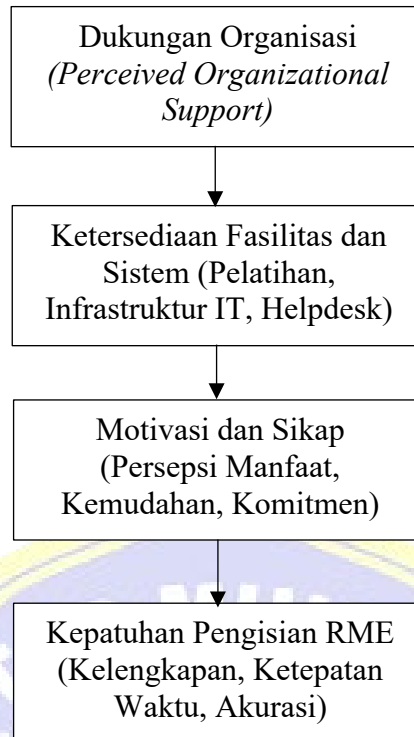 Dukungan Organisasi
(Perceived Organizational
Support)
Ketersediaan Fasilitas dan
Sistem (Pelatihan,
Infrastruktur IT, Helpdesk)
Motivasi dan Sikap
(Persepsi Manfaat,
Kemudahan, Komitmen)
Kepatuhan Pengisian RME
(Kelengkapan, Ketepatan
Waktu, Akurasi)